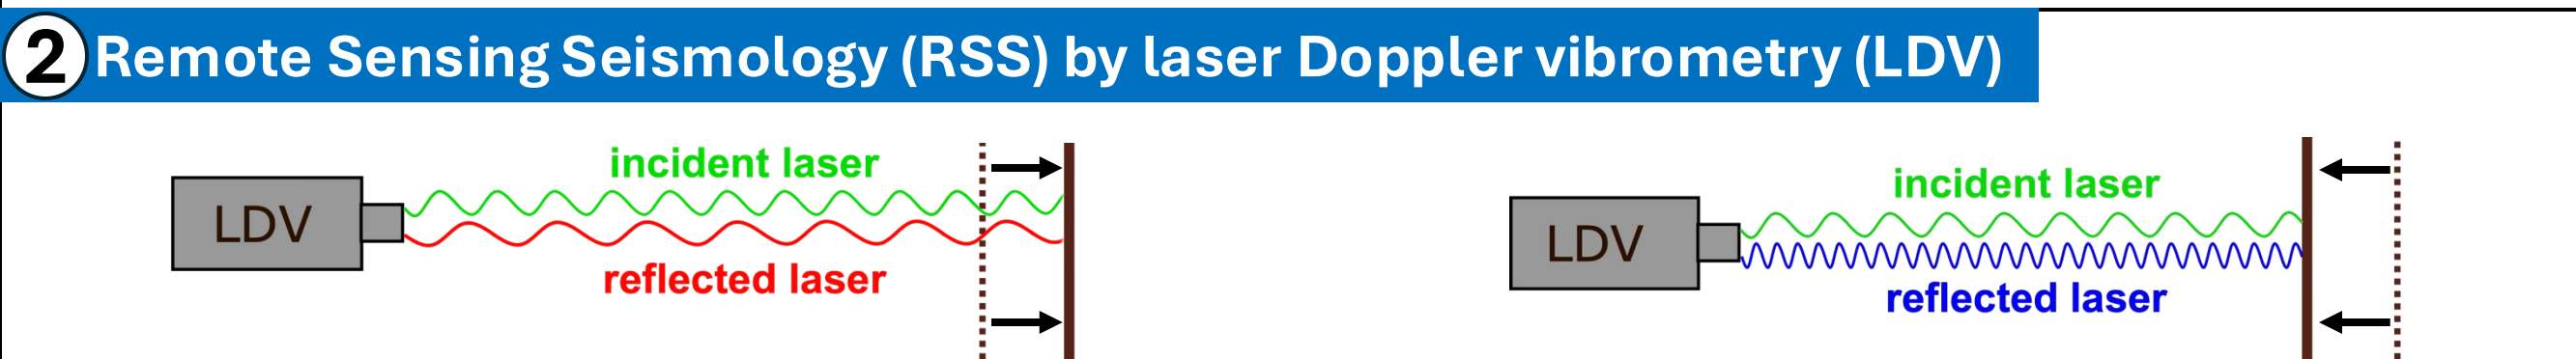 2 Remote Sensing Seismology (RSS) by laser Doppler vibrometry (LDV)
incident laser
LDV
reflected laser
incident laser
LDV
reflected laser